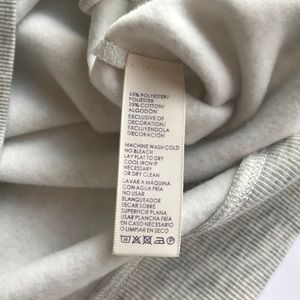 65% POLYESTER/
POLIÉSTER
35% COTTON/
ALGODÓN
EXCLUSIVE OF
DECORATION/
EXCLUYENDOLA
DECORACIÓN
MACHINE WASH COLD
NO BLEACH
LAY FLAT TO DRY
COOL IRON IF
NECESSARY
OR DRY CLEAN
LAVAR A MÁQUINA
CON AGUA FRIA
NO USAR
BLANQUEADOR
SECAR SOBRE
SUPERFICIE PLANA
USAR PLANCHA FRIA
EN CASO NECESARIO
O LIMPIAR EN SECO